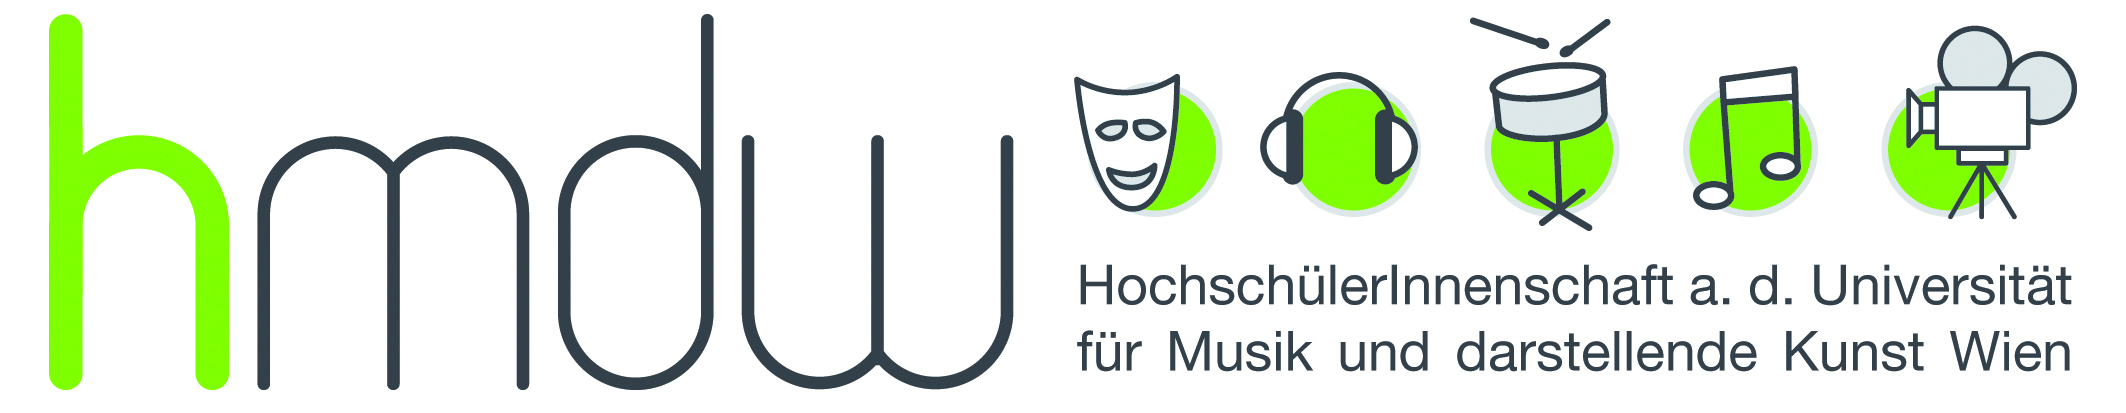 hmdw
HochschülerInnenschaft a. d. Universität
für Musik und darstellende Kunst Wien